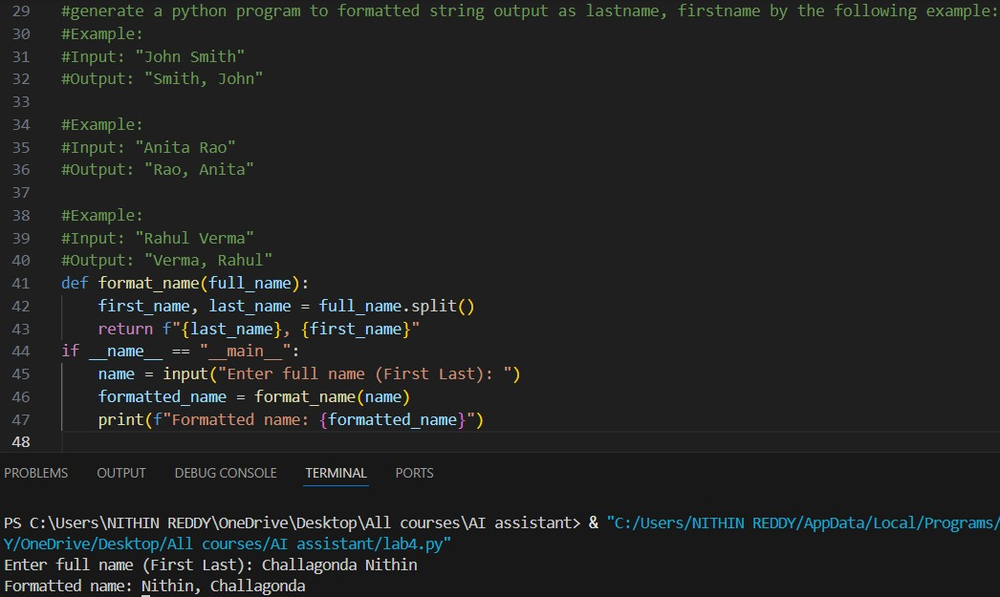 29 #generate a python program to formatted string output as lastname, firstname by the following example:
30 #Example:
31 #Input: "John Smith"
32 #Output: "Smith, John"
33
34 #Example:
35 #Input: "Anita Rao"
36 #Output: "Rao, Anita"
37
38 #Example:
39 #Input: "Rahul Verma"
40 #Output: "Verma, Rahul"
41 def format_name(full_name):
42     first_name, last_name = full_name.split()
43     return f"{last_name}, {first_name}"
44 if __name__ == "__main__":
45     name = input("Enter full name (First Last): ")
46     formatted_name = format_name(name)
47     print(f"Formatted name: {formatted_name}")
48
PROBLEMS OUTPUT DEBUG CONSOLE TERMINAL PORTS
PS C:\Users\NITHIN REDDY\OneDrive\Desktop\All courses\AI assistant> & "C:/Users/NITHIN REDDY/AppData/Local/Programs/
Y/OneDrive/Desktop/All courses/AI assistant/lab4.py"
Enter full name (First Last): Challagonda Nithin
Formatted name: Nithin, Challagonda